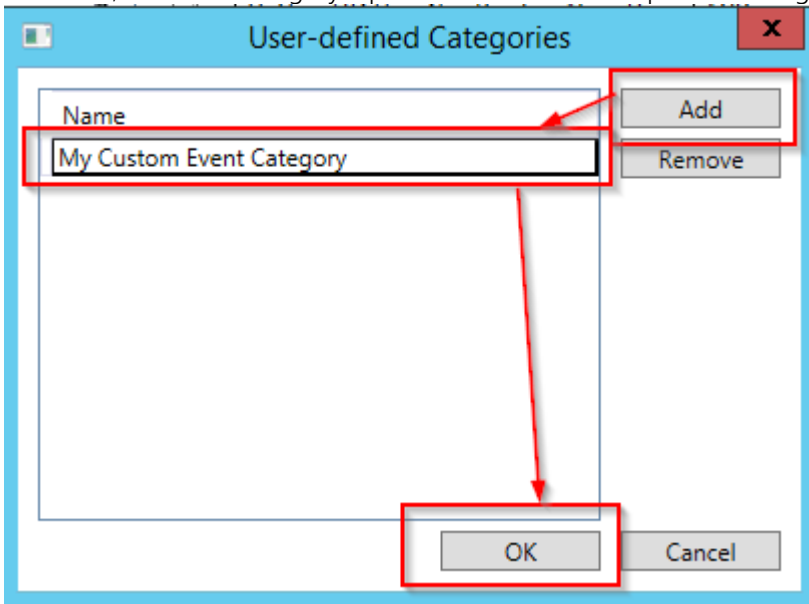 User-defined Categories
x
Name
Add
My Custom Event Category
Remove
OK
Cancel